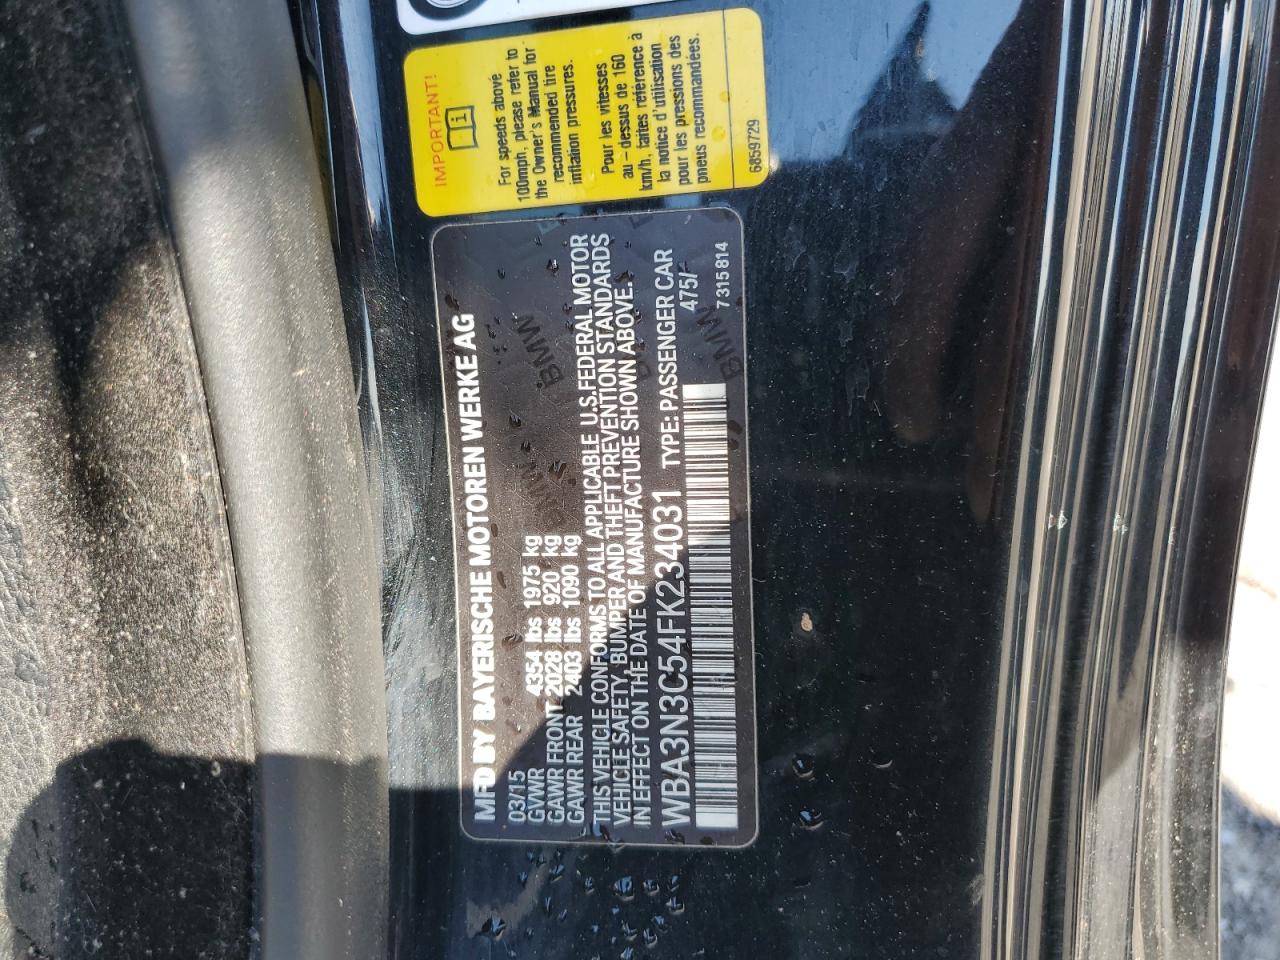 IMPORTANT!
For speeds above
100mph, please refer to
the Owner's Manual for
recommended tire
inflation pressures.
Pour les vitesses
au - dessus de 160
km/h, faites référence à
la notice d'utilisation
pour les pressions des
pneus recommandées.
6859729
MFD BY BAYERISCHE MOTOREN WERKE AG
03/15
GVWR 4354 lbs 1975 kg
GAWR FRONT 2028 lbs 920 kg
GAWR REAR 2403 lbs 1090 kg
THIS VEHICLE CONFORMS TO ALL APPLICABLE U.S.FEDERAL MOTOR
VEHICLE SAFETY, BUMPER AND THEFT PREVENTION STANDARDS
IN EFFECT ON THE DATE OF MANUFACTURE SHOWN ABOVE.
WBA3N3C54FK234031 TYPE: PASSENGER CAR
475/
7315814
BMW
BMW
BMW